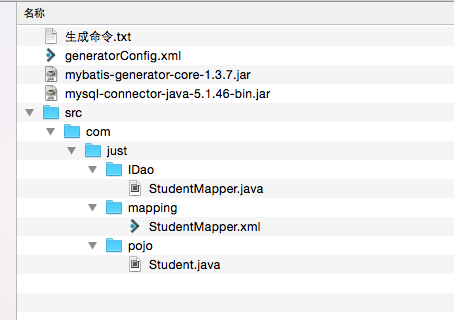 名称
生成命令.txt
generatorConfig.xml
mybatis-generator-core-1.3.7.jar
mysql-connector-java-5.1.46-bin.jar
src
com
just
IDao
StudentMapper.java
mapping
StudentMapper.xml
pojo
Student.java